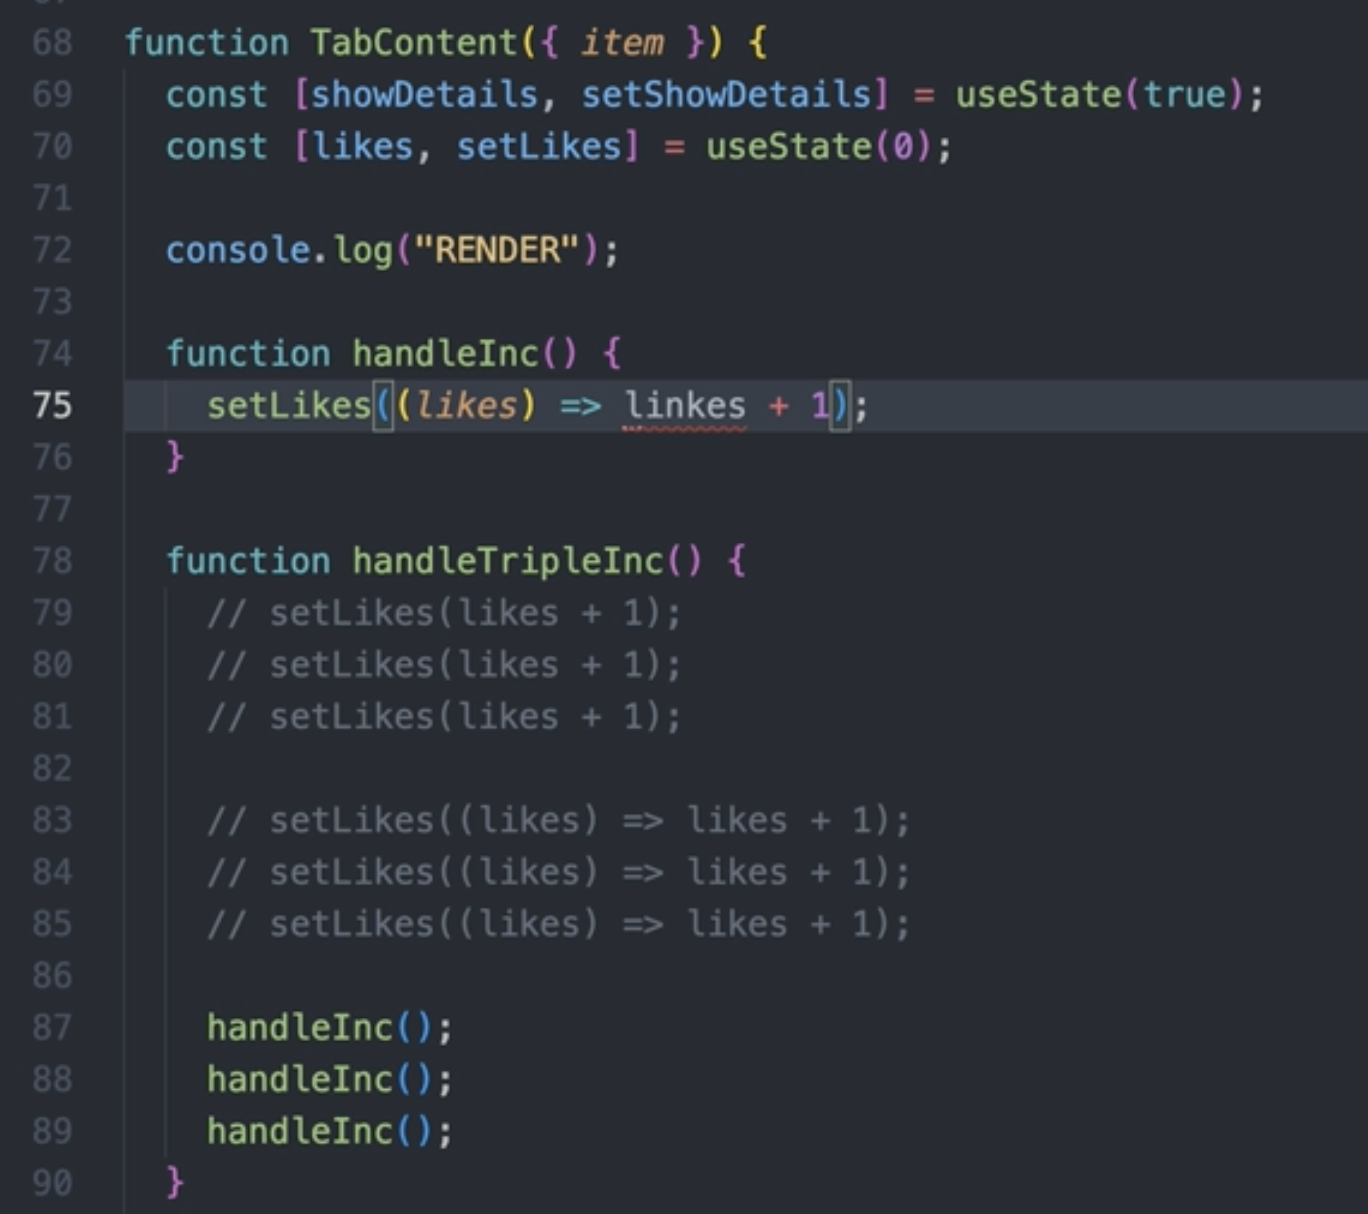 68 function TabContent({ item }) {
69 const [showDetails, setShowDetails] = useState(true);
70 const [likes, setLikes] = useState(0);
71
72 console.log("RENDER");
73
74 function handleInc() {
75 setLikes((likes) => linkes + 1);
76 }
77
78 function handleTripleInc() {
79 // setLikes(likes + 1);
80 // setLikes(likes + 1);
81 // setLikes(likes + 1);
82
83 // setLikes((likes) => likes + 1);
84 // setLikes((likes) => likes + 1);
85 // setLikes((likes) => likes + 1);
86
87 handleInc();
88 handleInc();
89 handleInc();
90 }